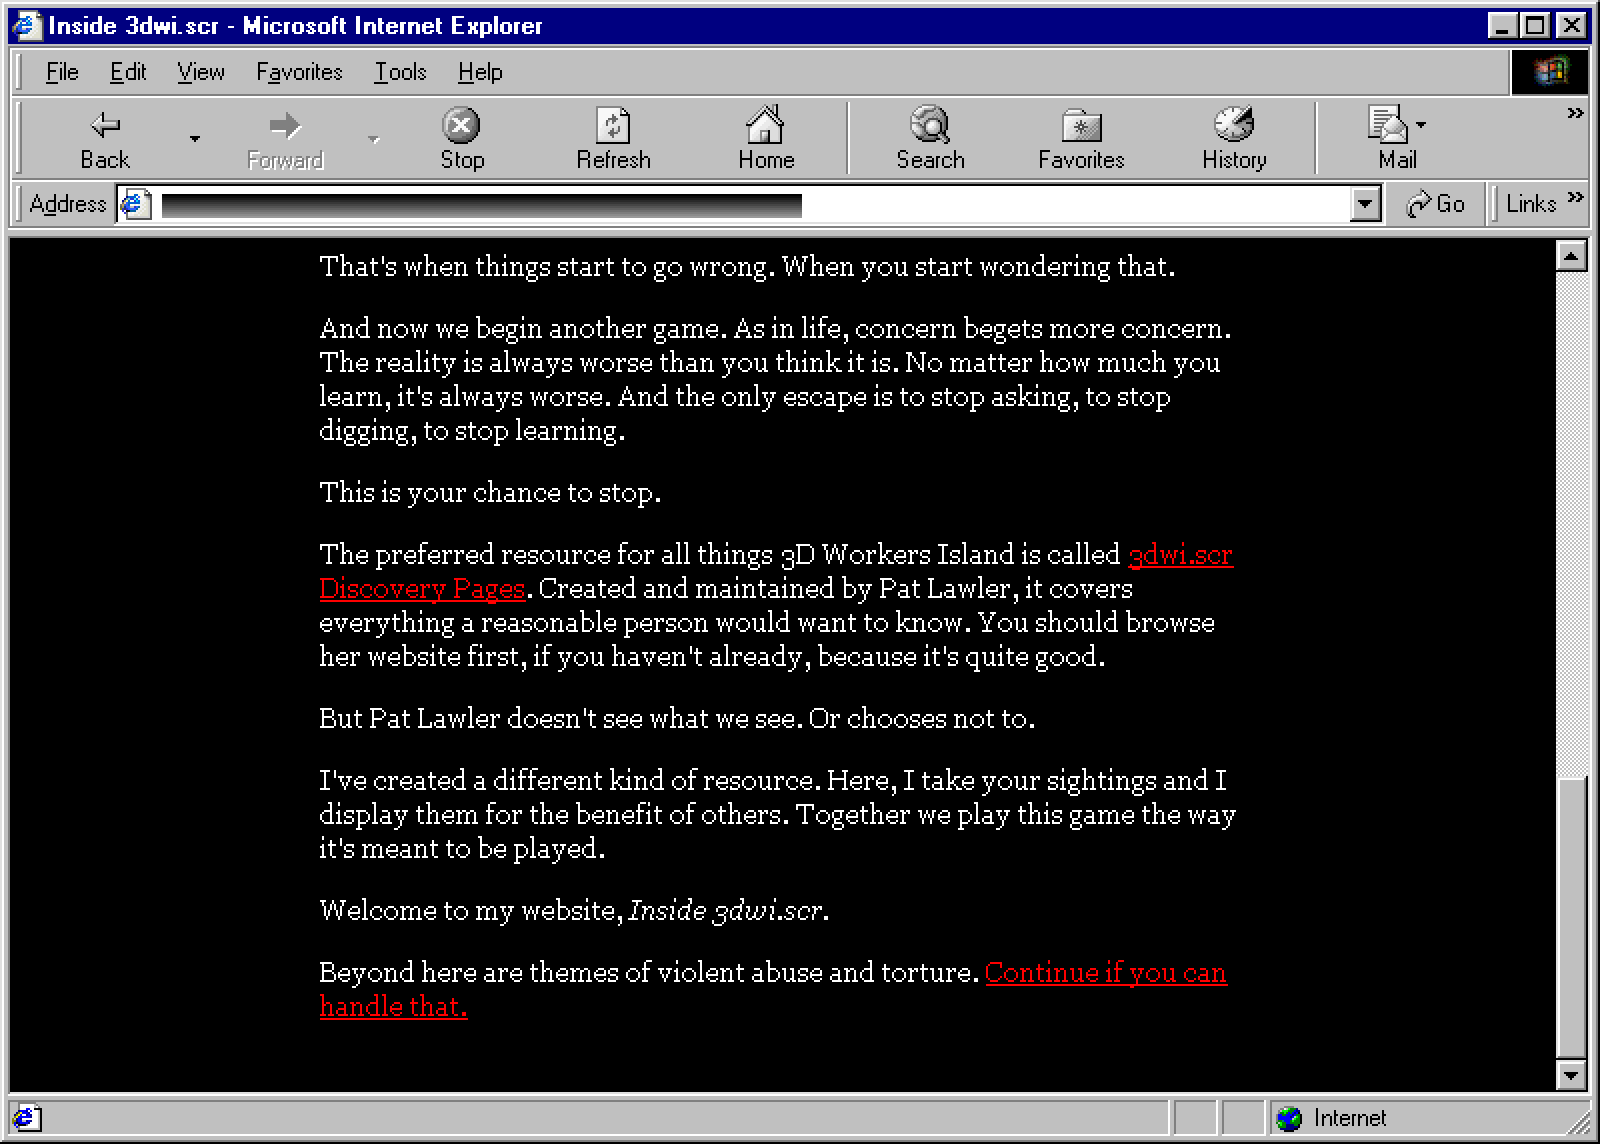 Inside 3dwi.scr - Microsoft Internet Explorer
File Edit View Favorites Tools Help
Back Forward Stop Refresh Home Search Favorites History Mail »
Address Go Links »
That's when things start to go wrong. When you start wondering that.
And now we begin another game. As in life, concern begets more concern.
The reality is always worse than you think it is. No matter how much you
learn, it's always worse. And the only escape is to stop asking, to stop
digging, to stop learning.
This is your chance to stop.
The preferred resource for all things 3D Workers Island is called 3dwi.scr
Discovery Pages. Created and maintained by Pat Lawler, it covers
everything a reasonable person would want to know. You should browse
her website first, if you haven't already, because it's quite good.
But Pat Lawler doesn't see what we see. Or chooses not to.
I've created a different kind of resource. Here, I take your sightings and I
display them for the benefit of others. Together we play this game the way
it's meant to be played.
Welcome to my website, Inside 3dwi.scr.
Beyond here are themes of violent abuse and torture. Continue if you can
handle that.
Internet